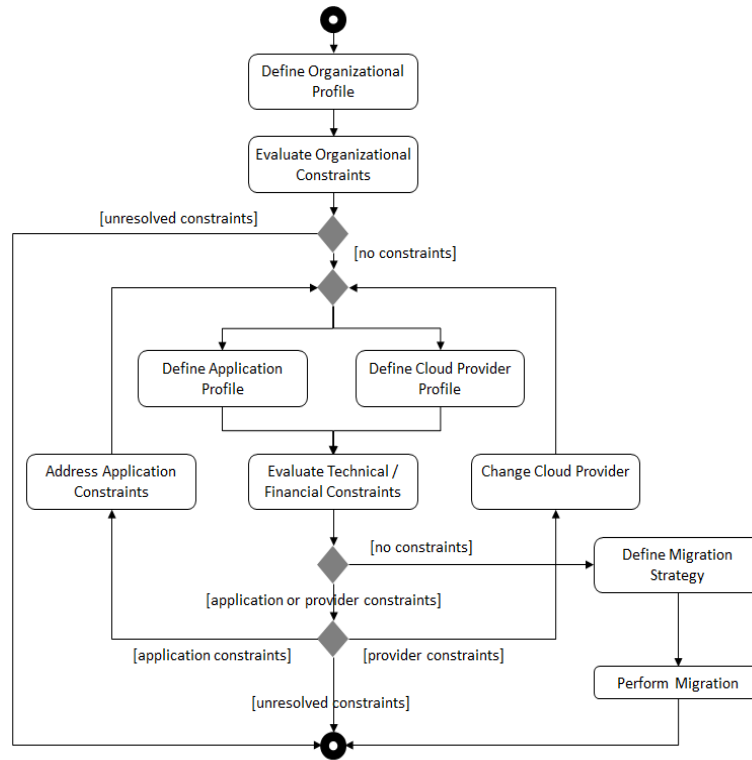 Define Organizational
Profile
Evaluate Organizational
Constraints
[unresolved constraints]
[no constraints]
Define Application
Profile
Define Cloud Provider
Profile
Address Application
Constraints
Evaluate Technical /
Financial Constraints
Change Cloud Provider
[no constraints]
Define Migration
Strategy
[application or provider constraints]
[application constraints]
[provider constraints]
Perform Migration
[unresolved constraints]